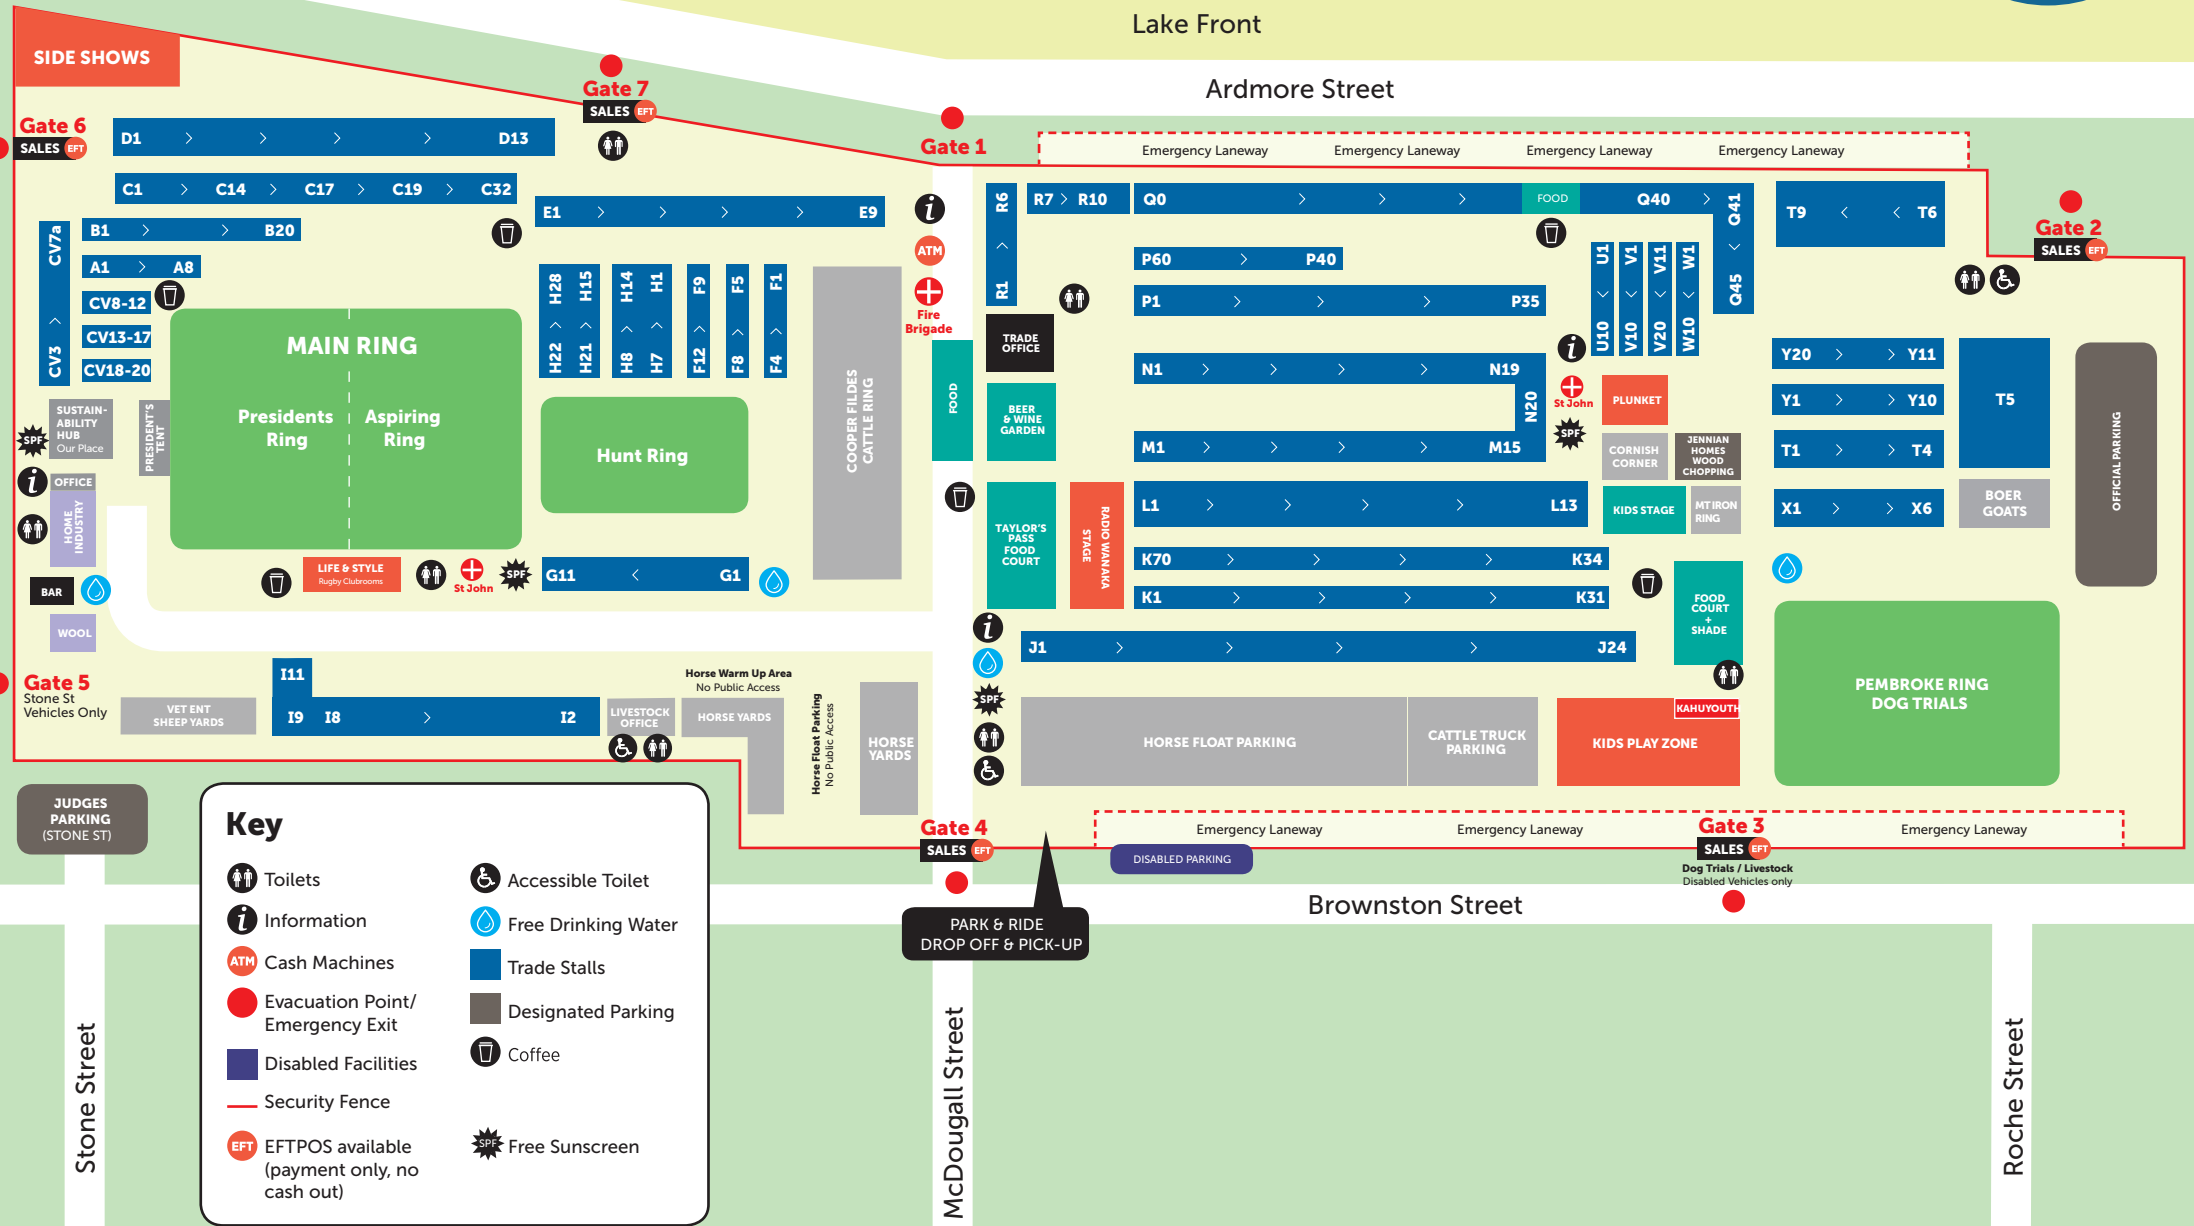 Lake Front
Ardmore Street
SIDE SHOWS
Gate 7
SALES EFT
Gate 6
SALES EFT
Gate 1
Emergency Laneway
Emergency Laneway
Emergency Laneway
Emergency Laneway
Gate 2
SALES EFT
D1 > > > > D13
C1 > C14 > C17 > C19 > C32
B1 > > B20
A1 > A8
CV8-12
CV13-17
CV18-20
CV3 > CV7a
E1 > > > > E9
H22 > H28
H21 > H15
H8 > H14
H7 > H1
F12 > F9
F8 > F5
F4 > F1
ATM
Fire
Brigade
R1 > R6
R7 > R10
Q0 > > > FOOD Q40 >
Q41 > Q45
T9 < < T6
P60 > P40
P1 > > > P35
U1 > U10
V1 > V10
V11 > V20
W1 > W10
TRADE
OFFICE
N1 > > > > N19
N20
M1 > > > > M15
St John
SPF
PLUNKET
CORNISH
CORNER
JENNIAN
HOMES
WOOD
CHOPPING
KIDS STAGE
MT IRON
RING
Y20 > > Y11
Y1 > > Y10
T1 > > T4
X1 > > X6
T5
BOER
GOATS
OFFICIAL PARKING
MAIN RING
Presidents
Ring
Aspiring
Ring
Hunt Ring
COOPER FILDES
CATTLE RING
FOOD
BEER
& WINE
GARDEN
SUSTAIN-
ABILITY
HUB
Our Place
PRESIDENT'S
TENT
SPF
OFFICE
HOME
INDUSTRY
BAR
WOOL
LIFE & STYLE
Rugby Clubrooms
St John
SPF
G11 < G1
TAYLOR'S
PASS
FOOD
COURT
RADIO WANAKA
STAGE
L1 > > > > L13
K70 > > > > K34
K1 > > > > K31
J1 > > > > J24
FOOD
COURT
+
SHADE
PEMBROKE RING
DOG TRIALS
Gate 5
Stone St
Vehicles Only
VET ENT
SHEEP YARDS
I11
I9 I8 > I2
LIVESTOCK
OFFICE
Horse Warm Up Area
No Public Access
HORSE YARDS
Horse Float Parking
No Public Access
HORSE
YARDS
SPF
HORSE FLOAT PARKING
CATTLE TRUCK
PARKING
KAHUYOUTH
KIDS PLAY ZONE
JUDGES
PARKING
(STONE ST)
Gate 4
SALES EFT
Emergency Laneway
Emergency Laneway
Gate 3
SALES EFT
Dog Trials / Livestock
Disabled Vehicles only
Emergency Laneway
DISABLED PARKING
Brownston Street
PARK & RIDE
DROP OFF & PICK-UP
Key
Toilets
Information
ATM Cash Machines
Evacuation Point/
Emergency Exit
Disabled Facilities
Security Fence
EFT EFTPOS available
(payment only, no
cash out)
Accessible Toilet
Free Drinking Water
Trade Stalls
Designated Parking
Coffee
SPF Free Sunscreen
Stone Street
McDougall Street
Roche Street